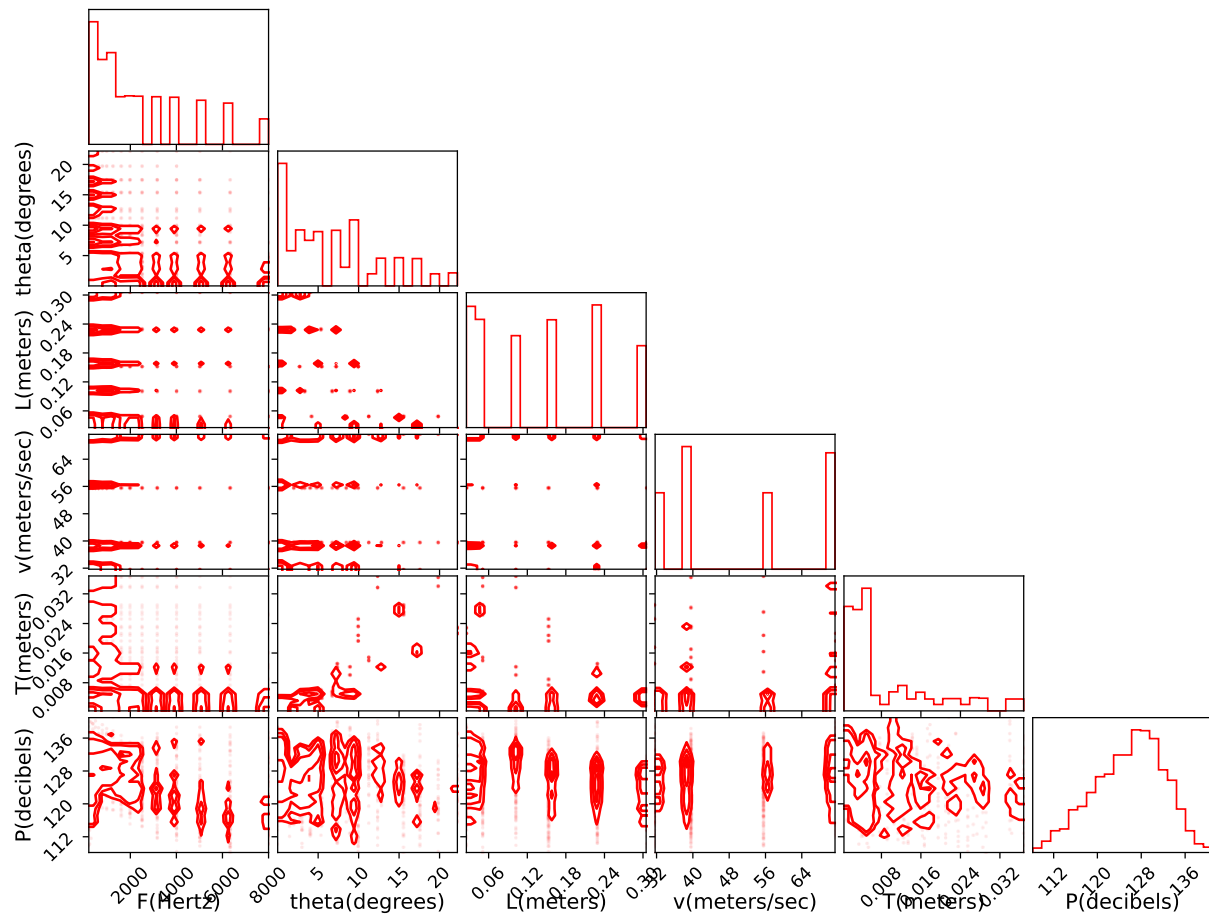 theta(degrees)
20
15
10
5
L(meters)
0.30
0.24
0.18
0.12
0.06
0.00
v(meters/sec)
64
56
48
40
32
T(meters)
0.032
0.024
0.016
0.008
0.000
P(decibels)
136
128
120
112
2000 4000 6000 8000
F(Hertz)
5 10 15 20
theta(degrees)
0.06 0.12 0.18 0.24 0.30
L(meters)
32 40 48 56 64
v(meters/sec)
0.008 0.016 0.024 0.032
T(meters)
112 120 128 136
P(decibels)